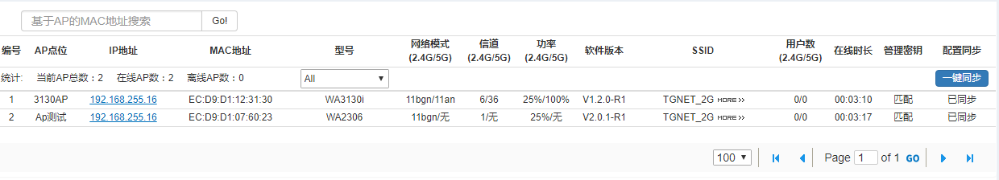 基于AP的MAC地址搜索 Go!
编号 AP点位 IP地址 MAC地址 型号 网络模式 (2.4G/5G) 信道 (2.4G/5G) 功率 (2.4G/5G) 软件版本 SSID 用户数 (2.4G/5G) 在线时长 管理密钥 配置同步
统计: 当前AP总数：2 在线AP数：2 离线AP数：0 All 一键同步
1 3130AP 192.168.255.16 EC:D9:D1:12:31:30 WA3130i 11bgn/11an 6/36 25%/100% V1.2.0-R1 TGNET_2G MORE 0/0 00:03:10 匹配 已同步
2 Ap测试 192.168.255.16 EC:D9:D1:07:60:23 WA2306 11bgn/无 1/无 25%/无 V2.0.1-R1 TGNET_2G MORE 0/0 00:03:17 匹配 已同步
100 Page 1 of 1 GO